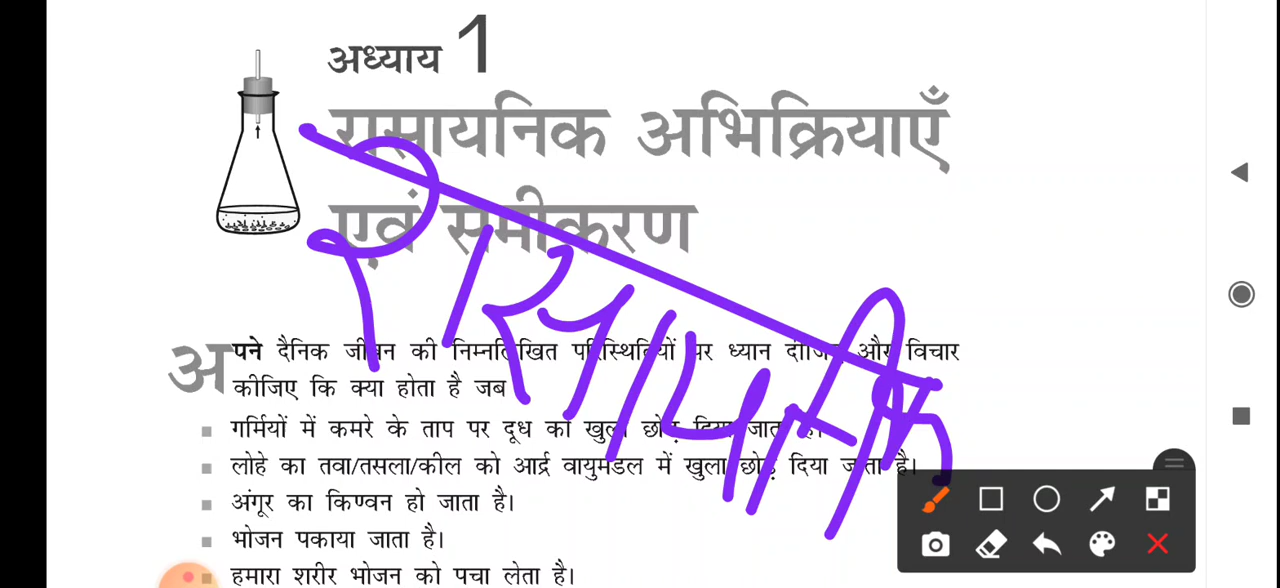 अध्याय 1
रासायनिक अभिक्रियाएँ
एवं समीकरण
रासायनिक
अपने दैनिक जीवन की निम्नलिखित परिस्थितियों पर ध्यान दीजिए और विचार
कीजिए कि क्या होता है जब
गर्मियों में कमरे के ताप पर दूध को खुला छोड़ दिया जाता है।
लोहे का तवा/तसला/कील को आर्द्र वायुमंडल में खुला छोड़ दिया जाता है।
अंगूर का किण्वन हो जाता है।
भोजन पकाया जाता है।
हमारा शरीर भोजन को पचा लेता है।